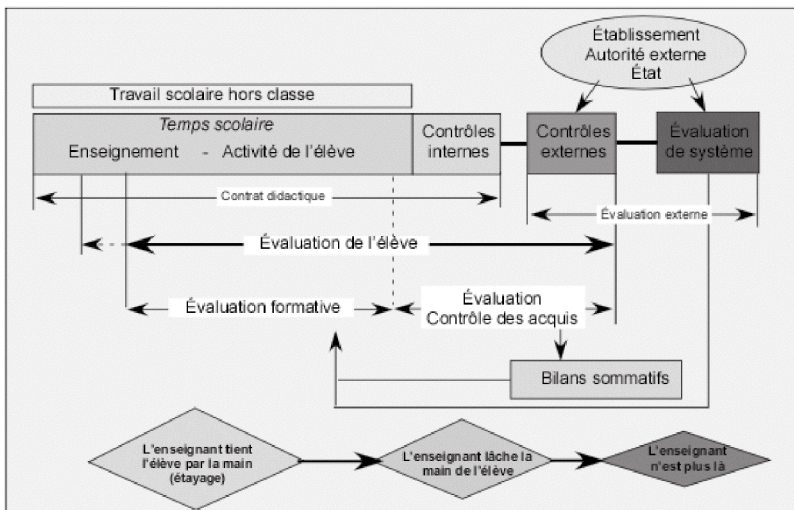 Établissement
Autorité externe
État
Travail scolaire hors classe
Temps scolaire
Enseignement - Activité de l'élève
Contrôles
internes
Contrôles
externes
Évaluation
de système
Contrat didactique
Évaluation externe
Évaluation de l'élève
Évaluation formative
Évaluation
Contrôle des acquis
Bilans sommatifs
L'enseignant tient
l'élève par la main
(étayage)
L'enseignant lâche la
main de l'élève
L'enseignant
n'est plus là